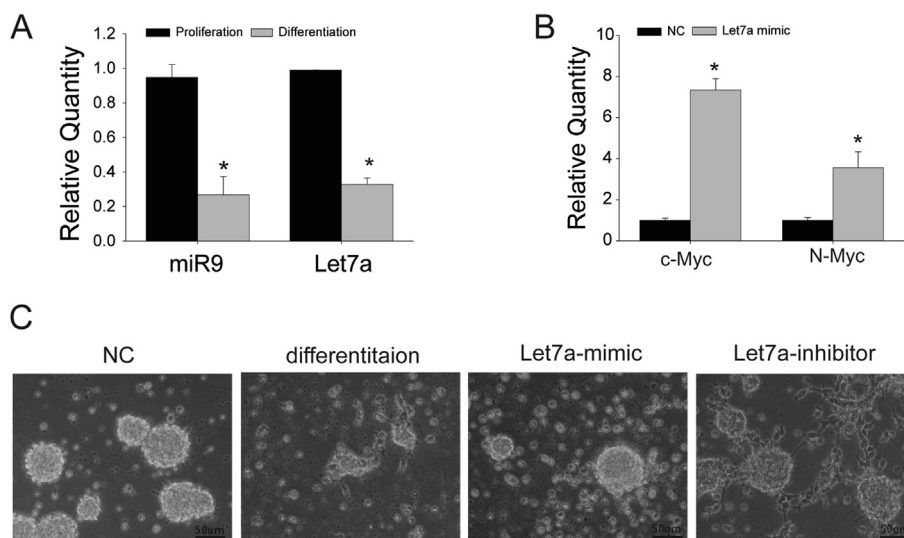 A
Proliferation Differentiation
Relative Quantity
1.2
1.0
0.8
0.6
0.4
0.2
0.0
*
*
miR9 Let7a
B
NC Let7a mimic
Relative Quantity
10
8
6
4
2
0
*
*
c-Myc N-Myc
C
NC differentitaion Let7a-mimic Let7a-inhibitor
50um 50um 50um 50um